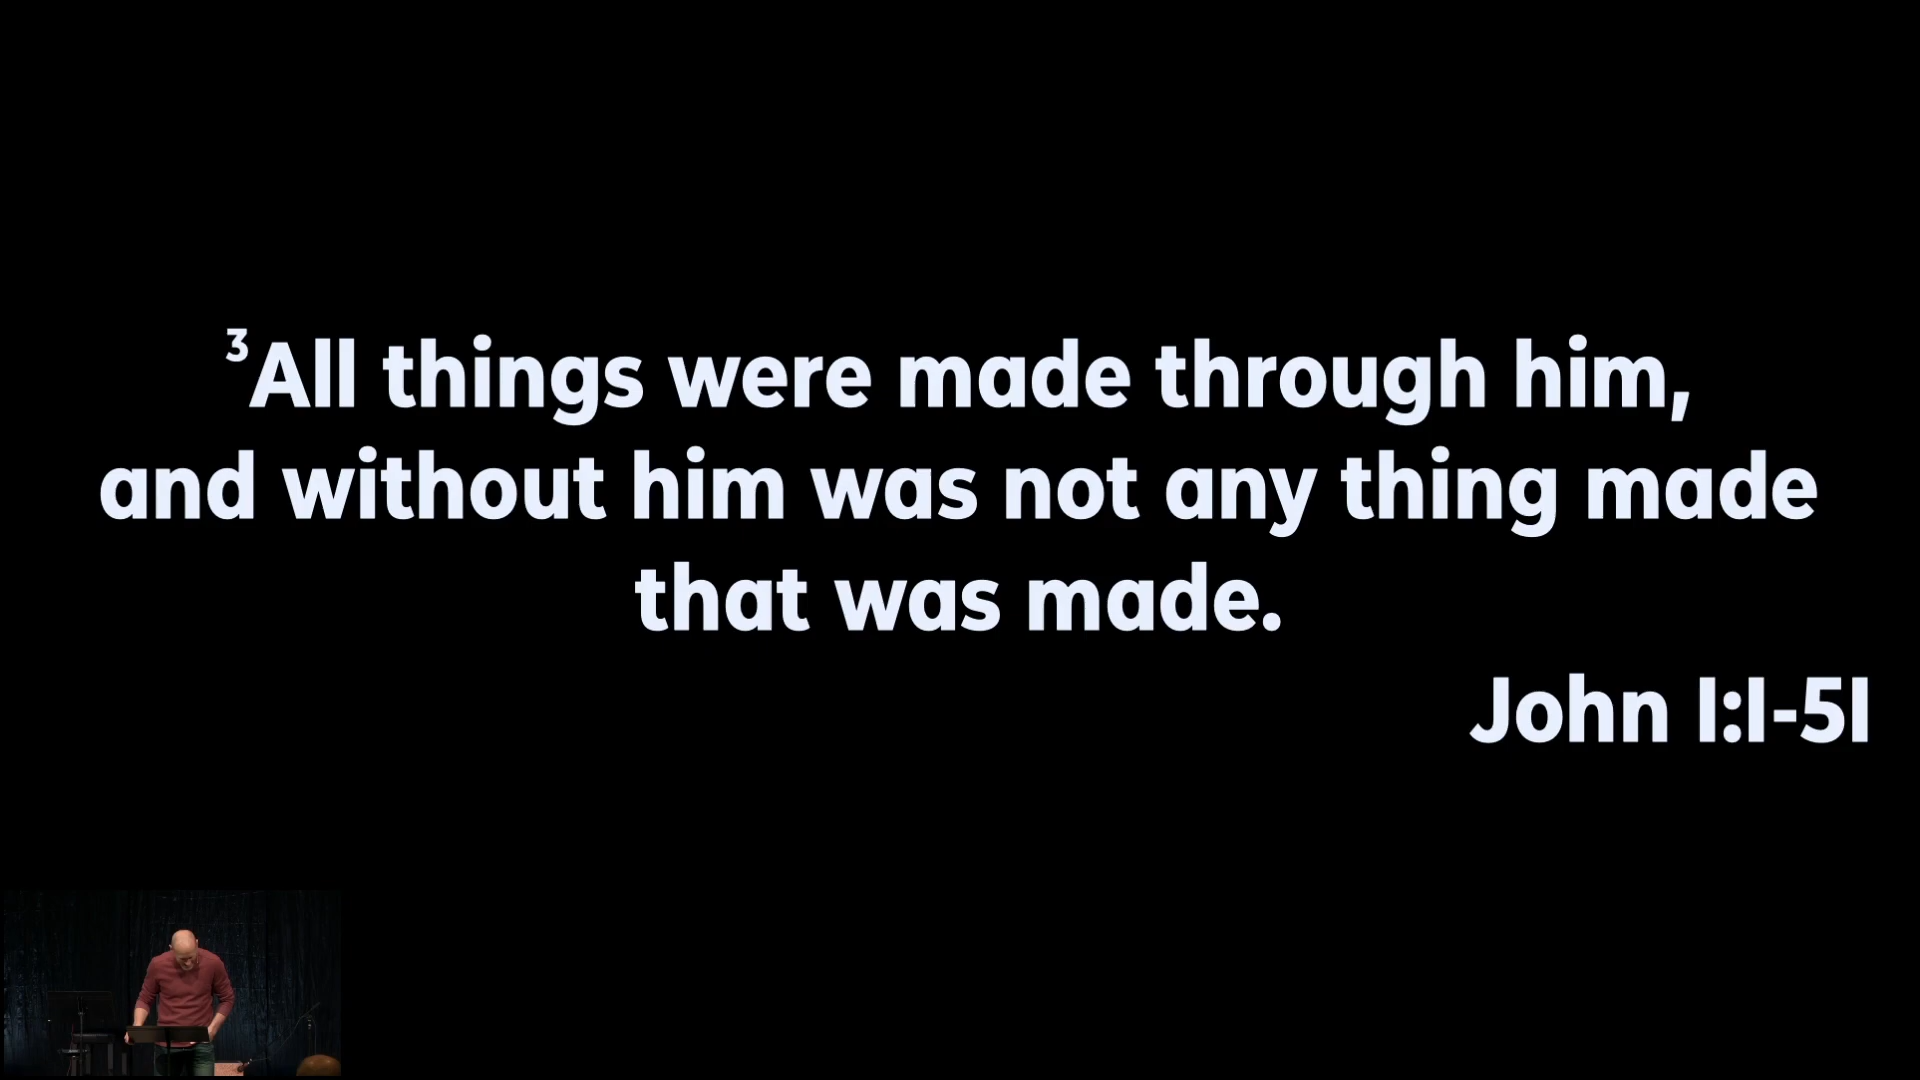 ³All things were made through him,
and without him was not any thing made
that was made.
John 1:1-51